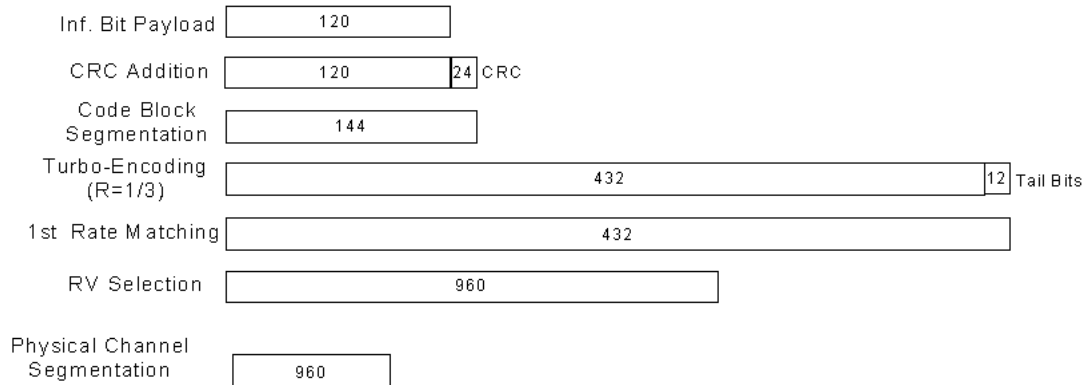 Inf. Bit Payload 120
CRC Addition 120 24 CRC
Code Block
Segmentation 144
Turbo-Encoding
(R=1/3) 432 12 Tail Bits
1st Rate Matching 432
RV Selection 960
Physical Channel
Segmentation 960